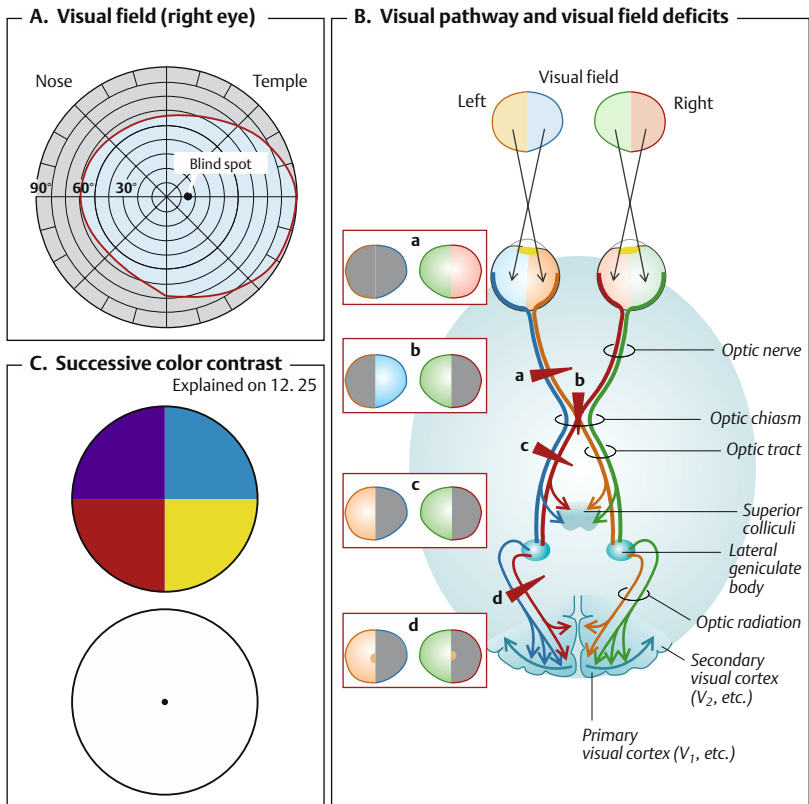 A. Visual field (right eye)
Nose
Temple
Blind spot
90° 60° 30°
C. Successive color contrast
Explained on 12. 25
B. Visual pathway and visual field deficits
Visual field
Left
Right
a
b
c
d
a
b
c
d
Optic nerve
Optic chiasm
Optic tract
Superior
colliculi
Lateral
geniculate
body
Optic radiation
Secondary
visual cortex
(V2, etc.)
Primary
visual cortex (V1, etc.)